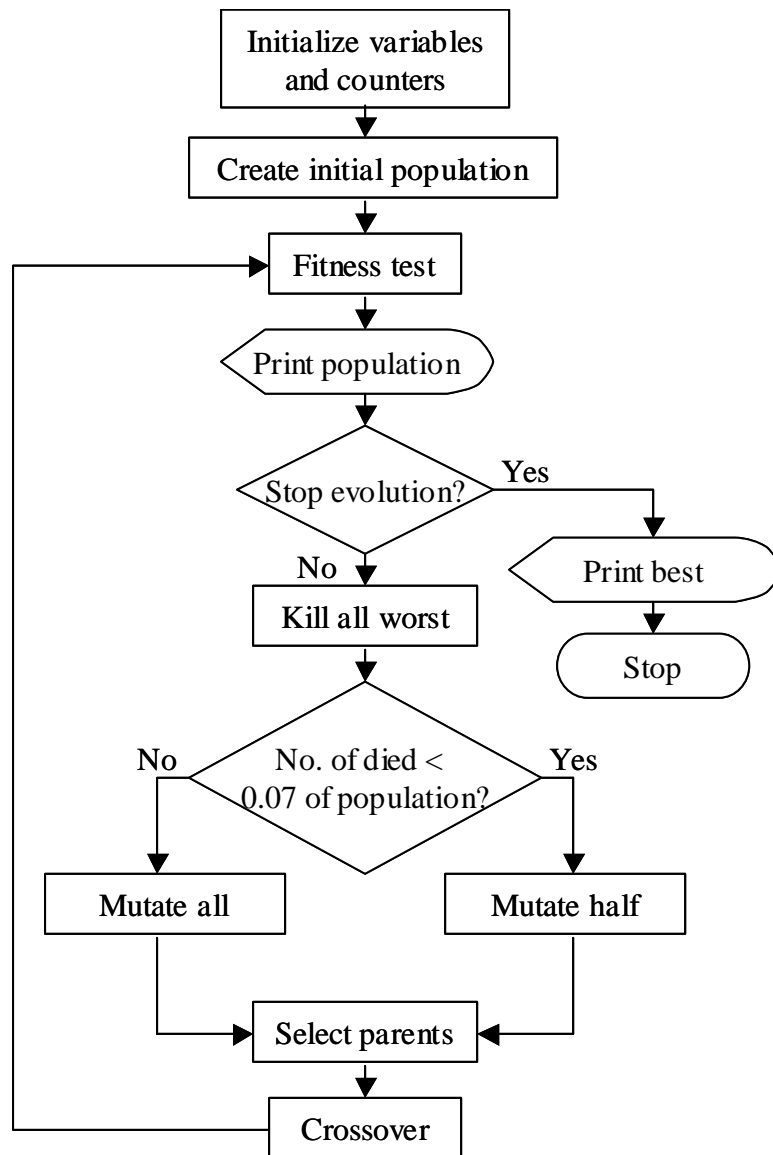 Initialize variables
and counters
Create initial population
Fitness test
Print population
Stop evolution?
Yes
No
Print best
Kill all worst
Stop
No
No. of died <
0.07 of population?
Yes
Mutate all
Mutate half
Select parents
Crossover